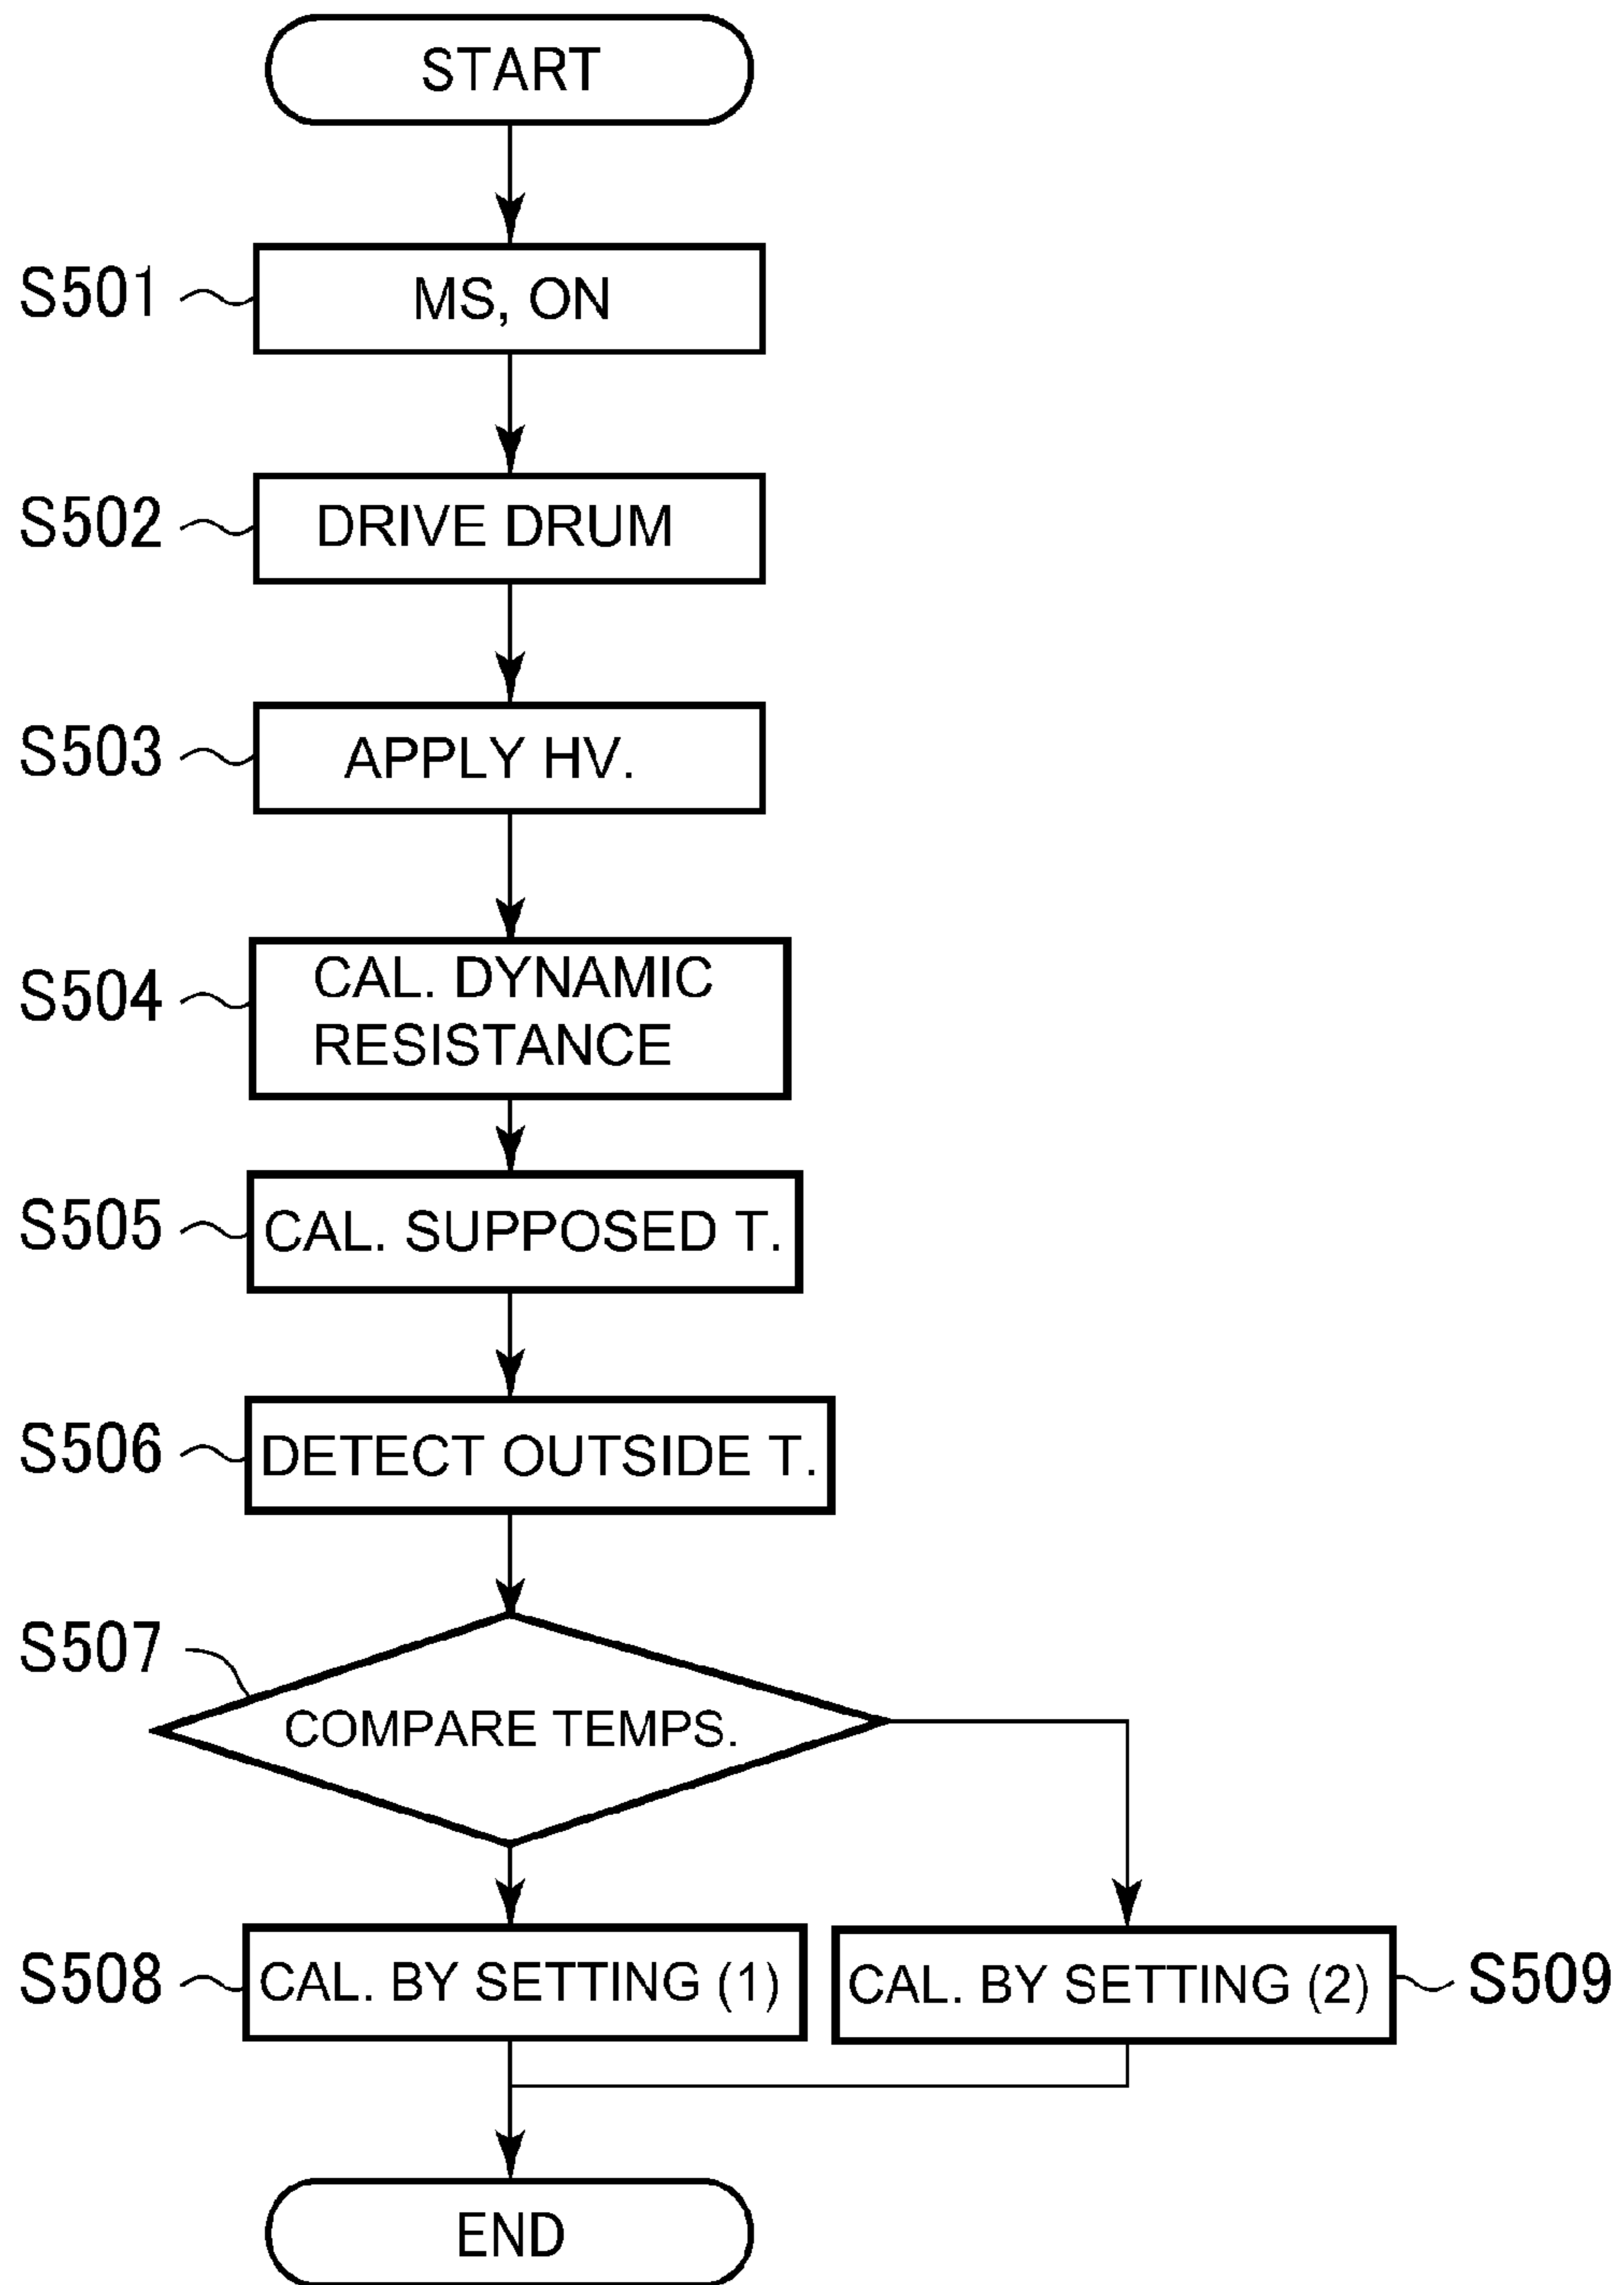 START
S501
MS, ON
S502
DRIVE DRUM
S503
APPLY HV.
S504
CAL. DYNAMIC
RESISTANCE
S505
CAL. SUPPOSED T.
S506
DETECT OUTSIDE T.
S507
COMPARE TEMPS.
S508
CAL. BY SETTING (1)
CAL. BY SETTING (2)
S509
END